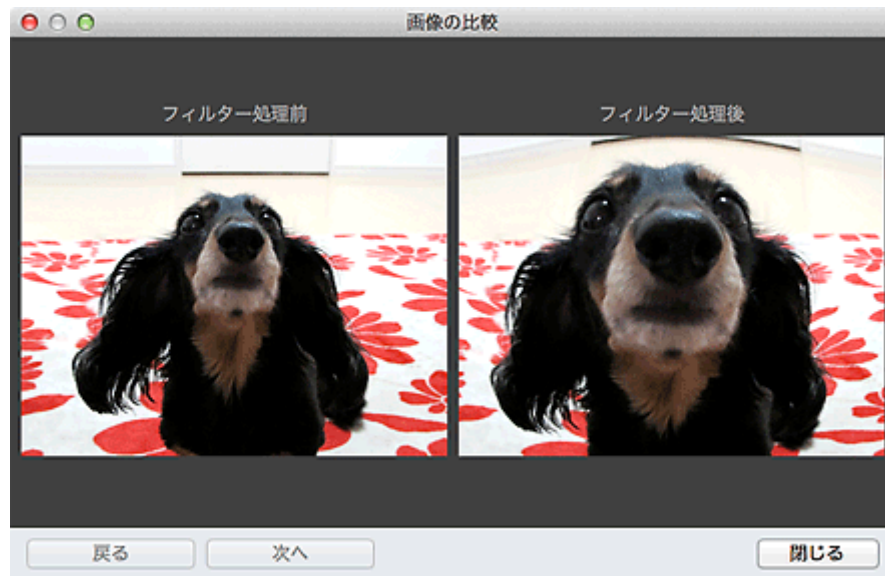 画像の比較
フィルター処理前
フィルター処理後
戻る
次へ
閉じる